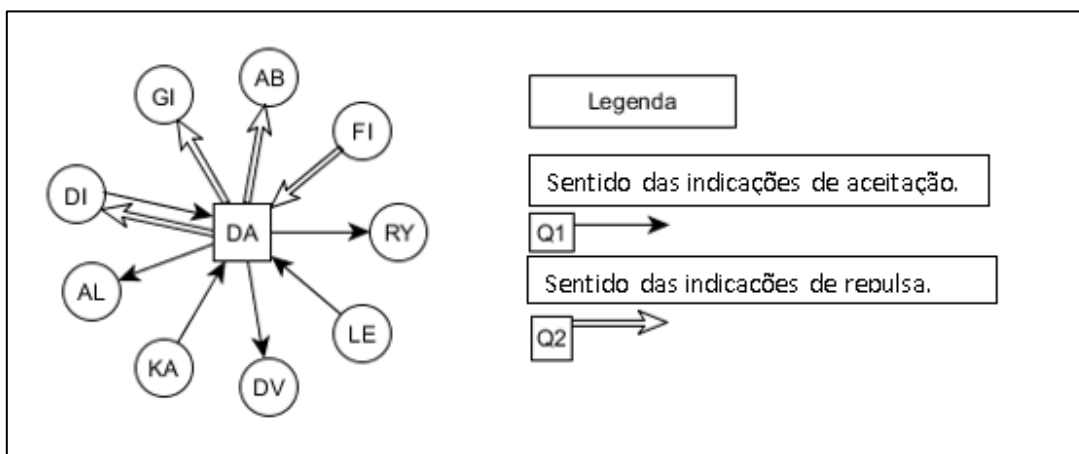 AB
GI
FI
DI
DA
RY
AL
LE
KA
DV
Legenda
Sentido das indicações de aceitação.
Q1
Sentido das indicações de repulsa.
Q2